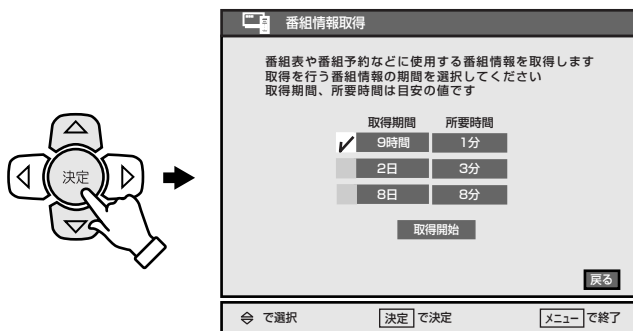 番組情報取得
番組表や番組予約などに使用する番組情報を取得します
取得を行う番組情報の期間を選択してください
取得期間、所要時間は目安の値です
取得期間 所要時間
9時間 1分
2日 3分
8日 8分
取得開始
決定
戻る
で選択 決定 で決定 メニュー で終了